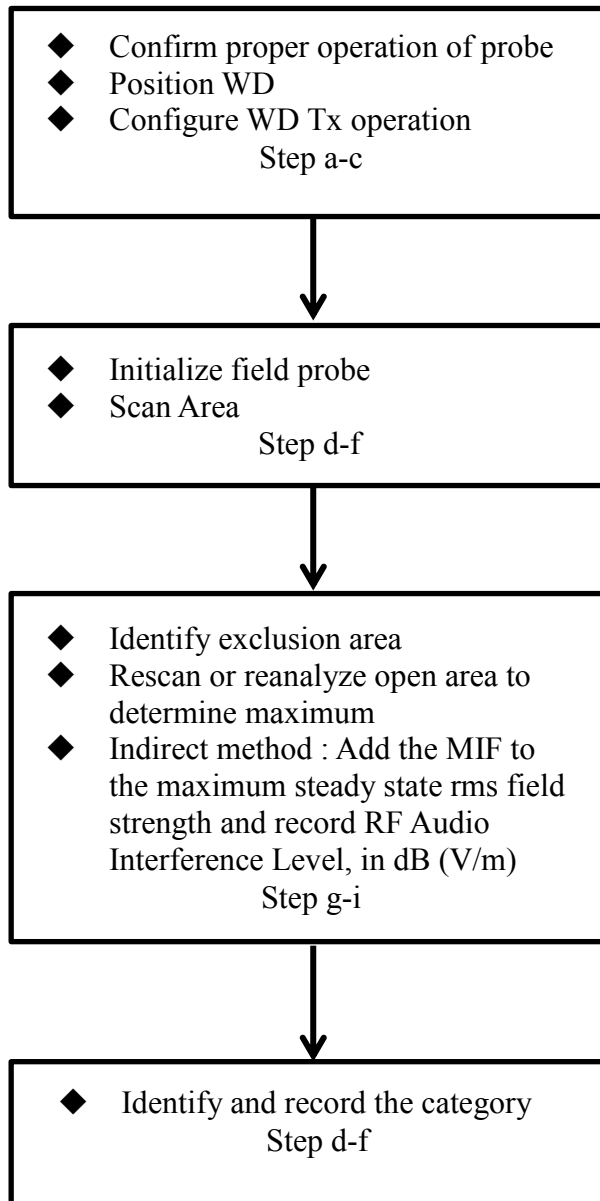 ◆ Confirm proper operation of probe
◆ Position WD
◆ Configure WD Tx operation
Step a-c
◆ Initialize field probe
◆ Scan Area
Step d-f
◆ Identify exclusion area
◆ Rescan or reanalyze open area to
determine maximum
◆ Indirect method : Add the MIF to
the maximum steady state rms field
strength and record RF Audio
Interference Level, in dB (V/m)
Step g-i
◆ Identify and record the category
Step d-f